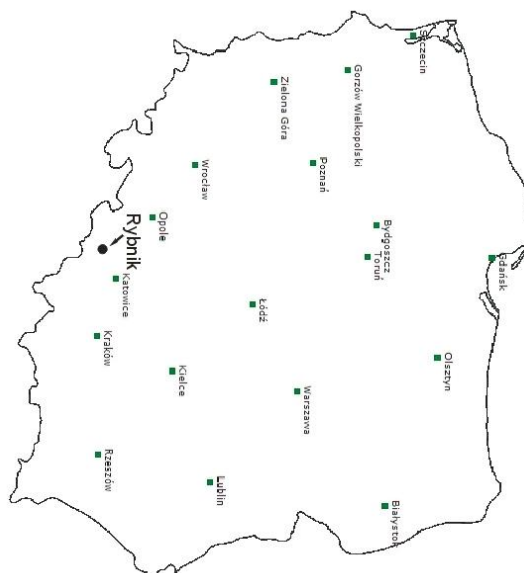 Szczecin
Gdańsk
Gorzów Wielkopolski
Bydgoszcz
Toruń
Olsztyn
Białystok
Zielona Góra
Poznań
Warszawa
Wrocław
Łódź
Opole
Kielce
Lublin
Rybnik
Katowice
Kraków
Rzeszów